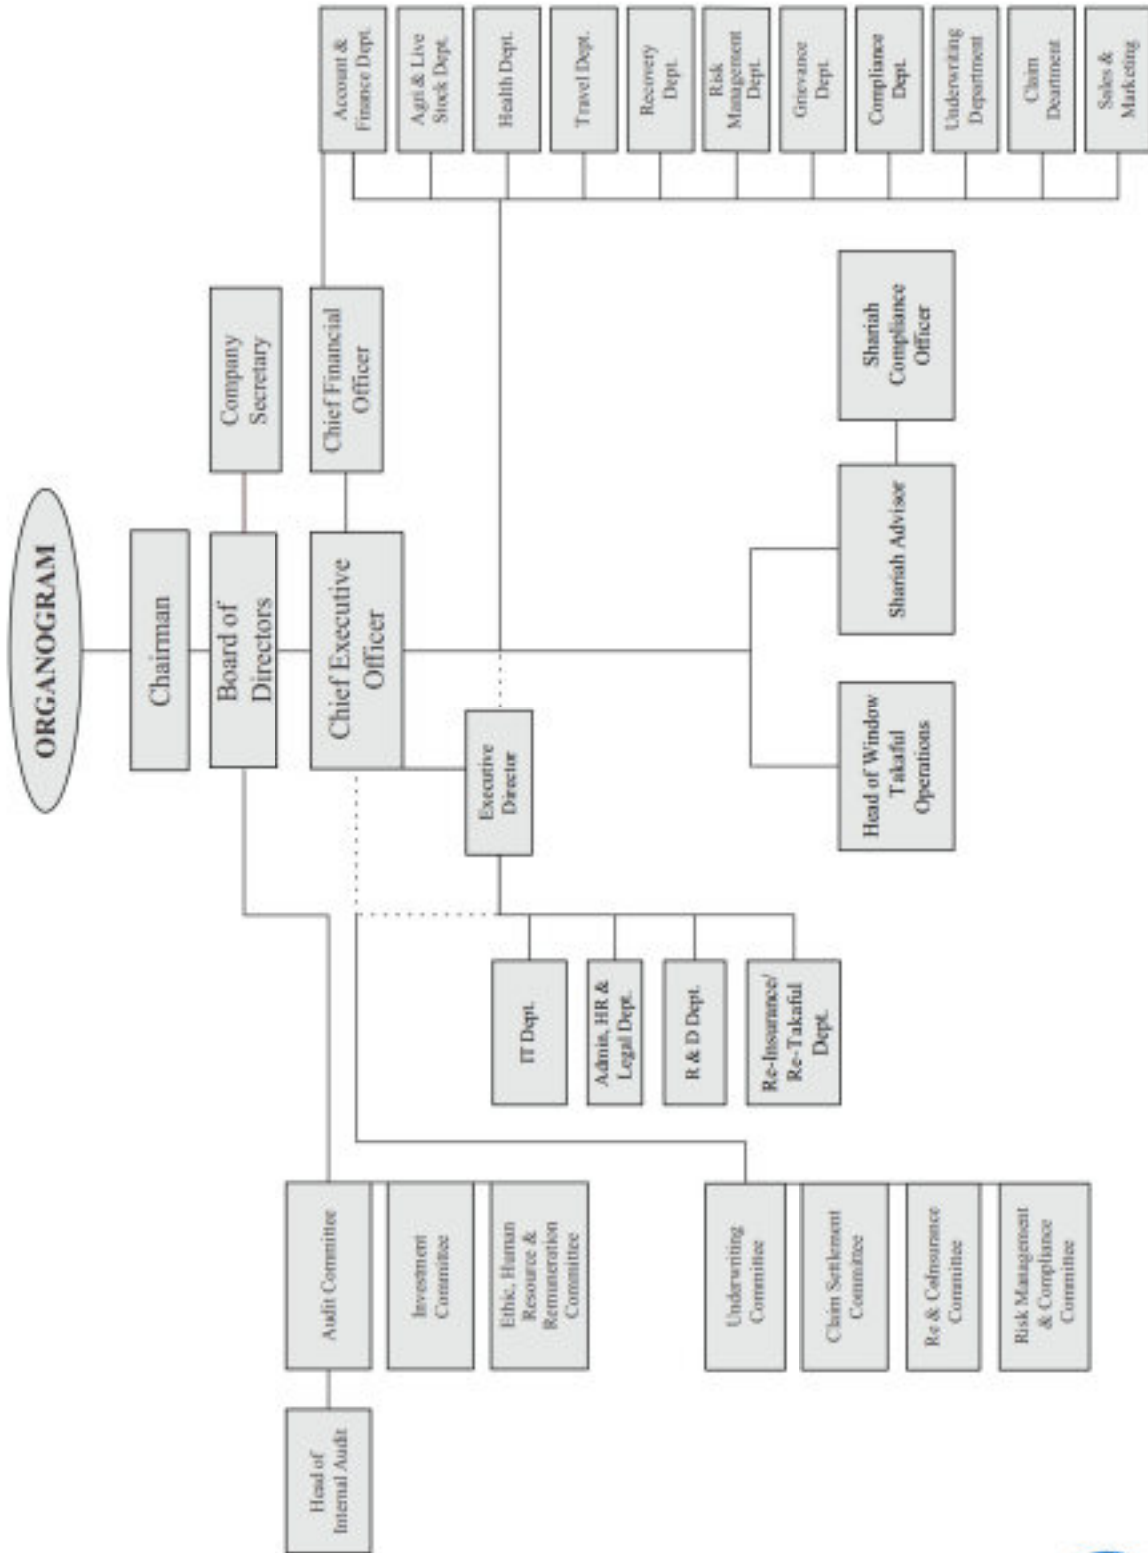 ORGANOGRAM
Chairman
Board of
Directors
Company
Secretary
Chief Executive
Officer
Chief Financial
Officer
Executive
Director
Account &
Finance Dept.
Agri & Live
Stock Dept.
Health Dept.
Travel Dept.
Recovery
Dept.
Risk
Management
Dept.
Grievance
Dept.
Compliance
Dept.
Underwriting
Department
Claim
Deartment
Sales &
Marketing
IT Dept.
Admin, HR &
Legal Dept.
R & D Dept.
Re-Insurance/
Re-Takaful
Dept.
Head of Window
Takaful
Operations
Shariah Advisor
Shariah
Compliance
Officer
Head of
Internal Audit
Audit Committee
Investment
Committee
Ethic, Human
Resource &
Remuneration
Committee
Underwriting
Committee
Claim Settlement
Committee
Re & CoInsurance
Committee
Risk Management
& Compliance
Committee